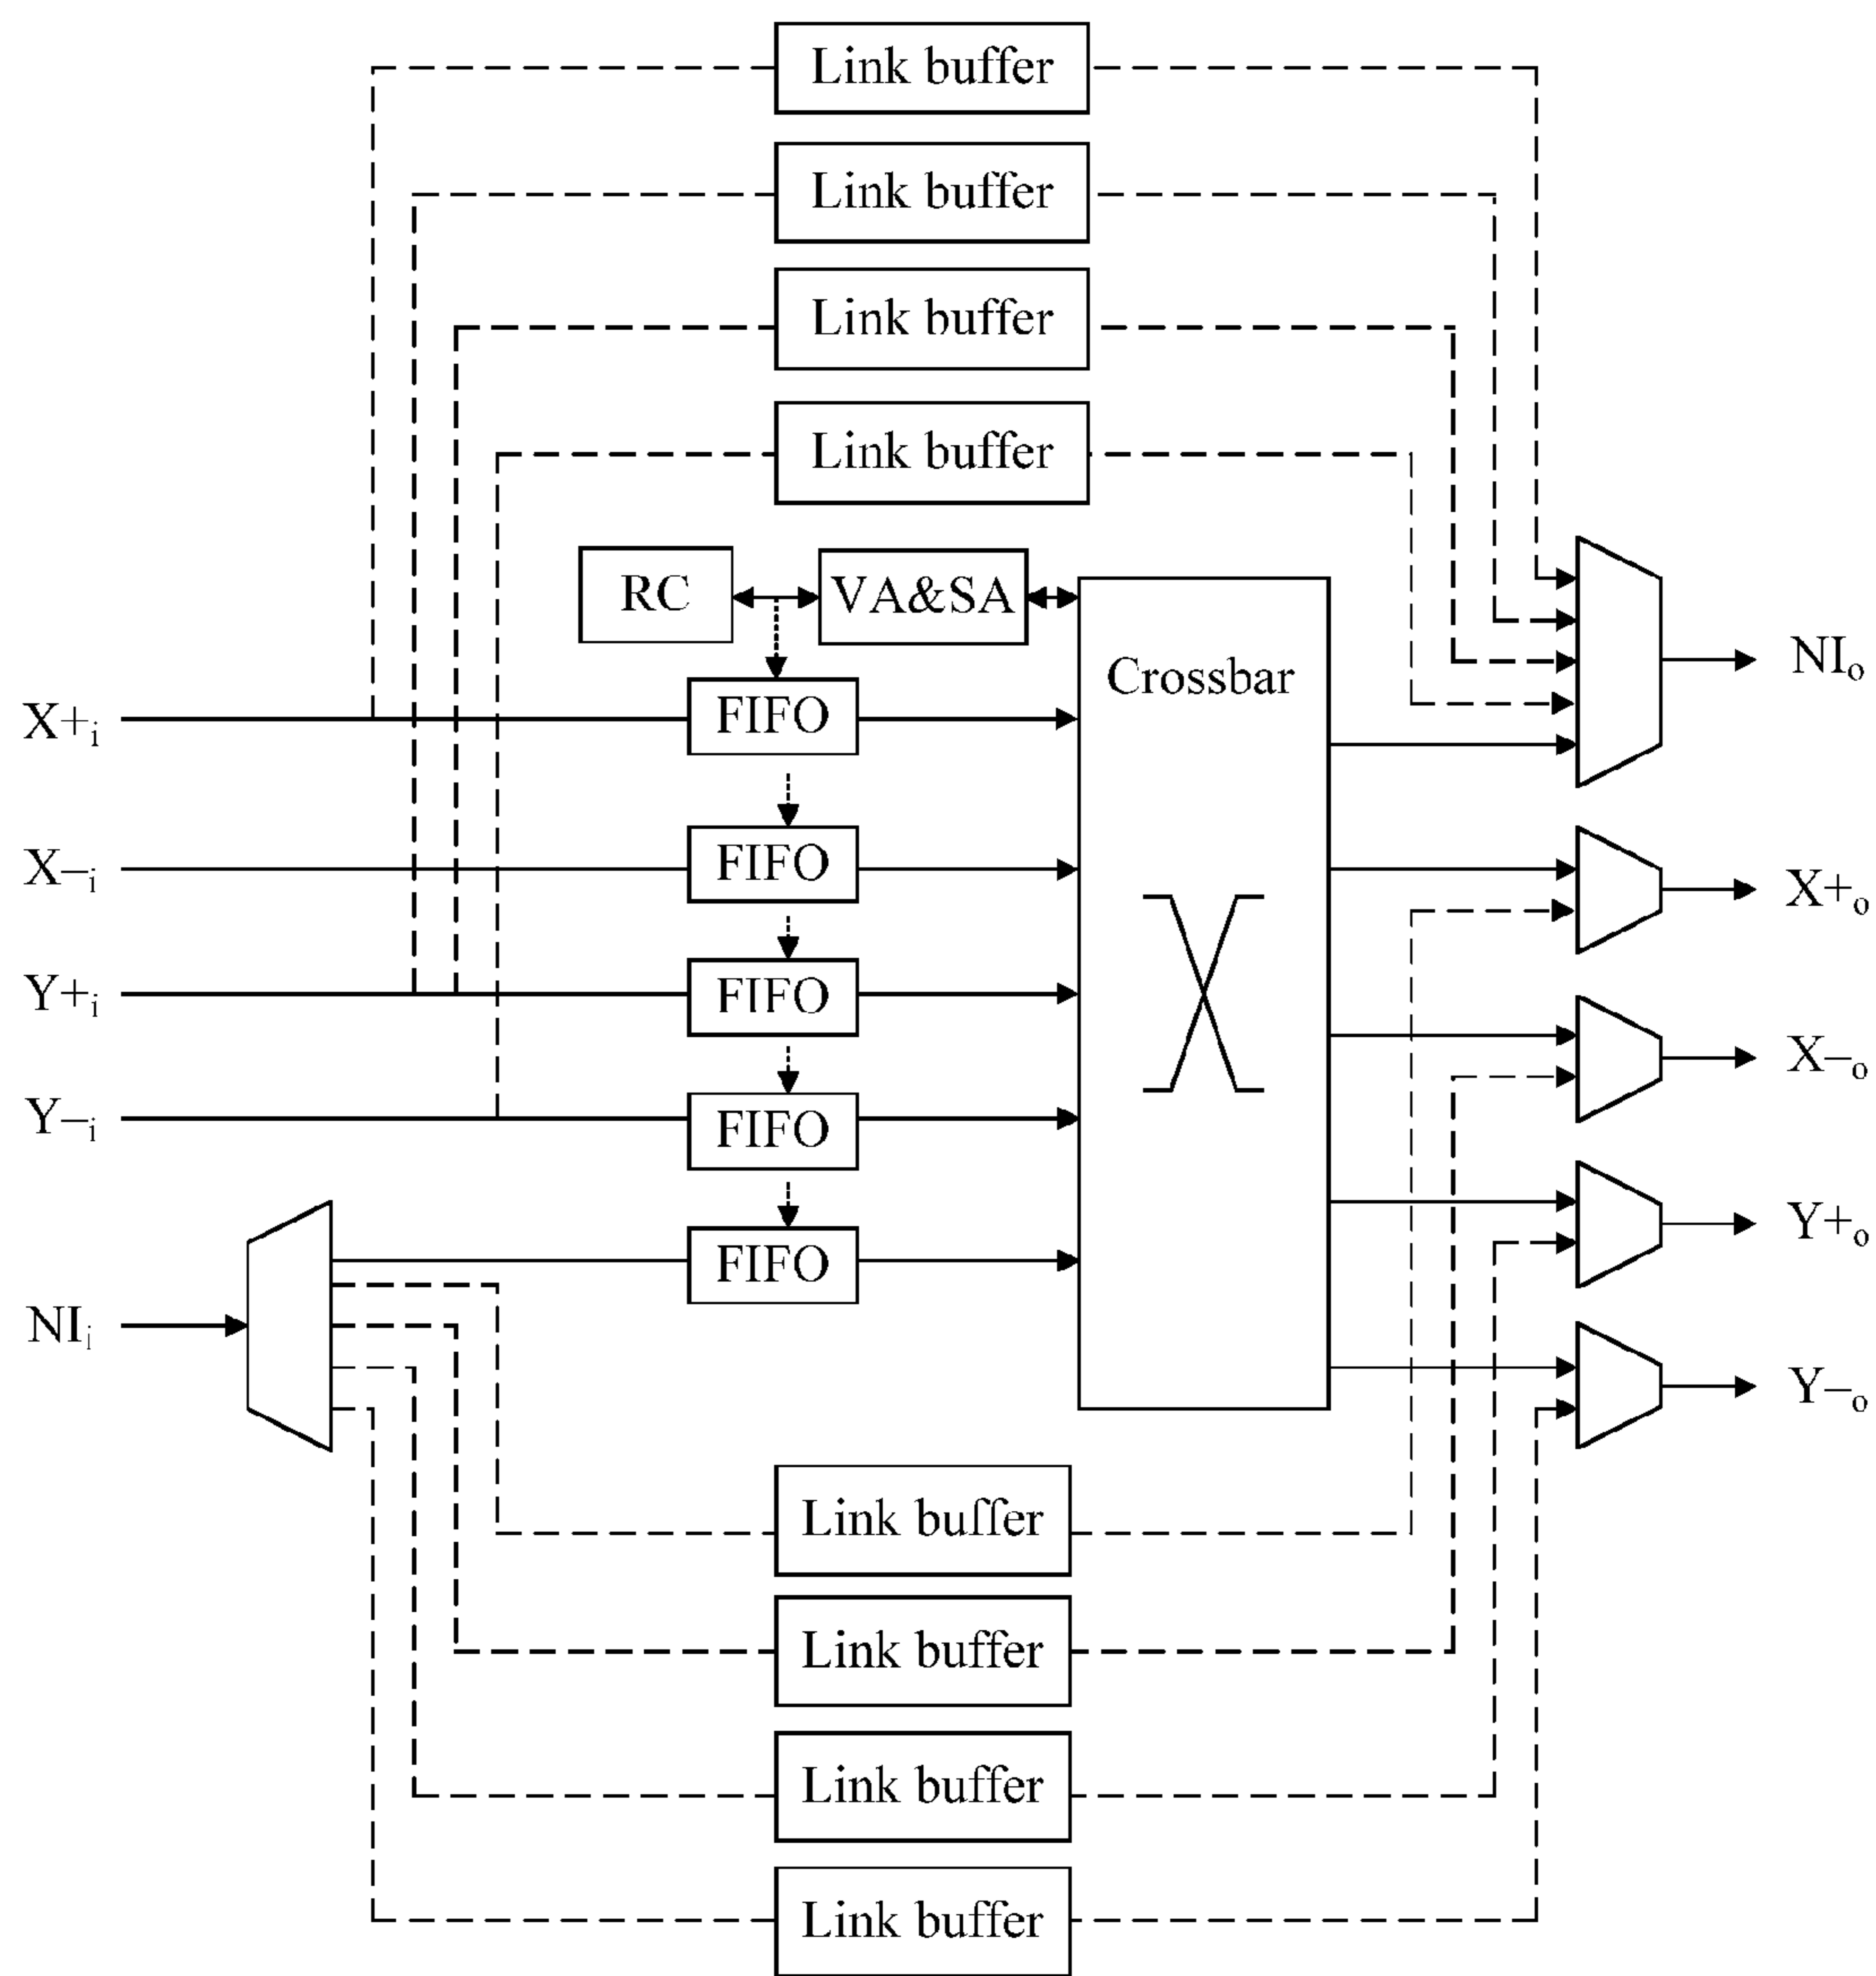 Link buffer
Link buffer
Link buffer
Link buffer
RC
VA&SA
Crossbar
NIₒ
X+ᵢ
FIFO
X−ᵢ
FIFO
X+ₒ
Y+ᵢ
FIFO
X−ₒ
Y−ᵢ
FIFO
Y+ₒ
NIᵢ
FIFO
Y−ₒ
Link buffer
Link buffer
Link buffer
Link buffer